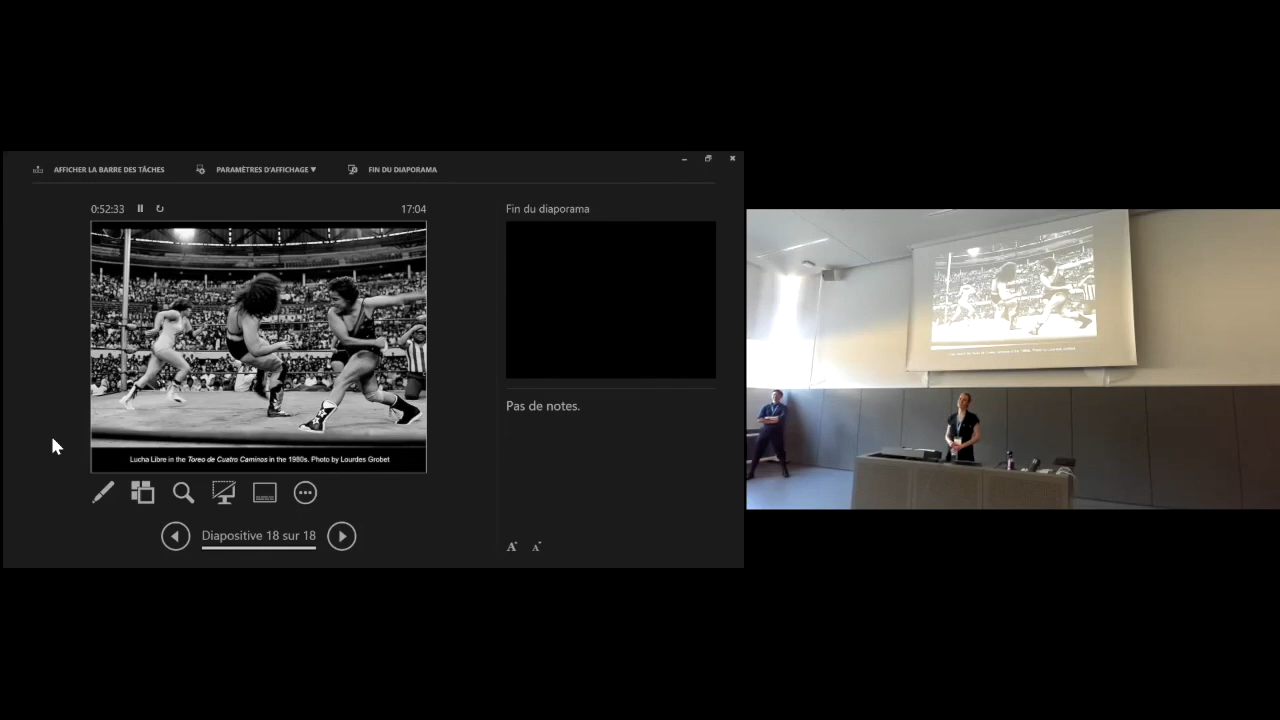 AFFICHER LA BARRE DES TÂCHES
PARAMÈTRES D'AFFICHAGE ▼
FIN DU DIAPORAMA
0:52:33
17:04
Fin du diaporama
Lucha Libre in the Toreo de Cuatro Caminos in the 1980s. Photo by Lourdes Grobet
Pas de notes.
Diapositive 18 sur 18
A A